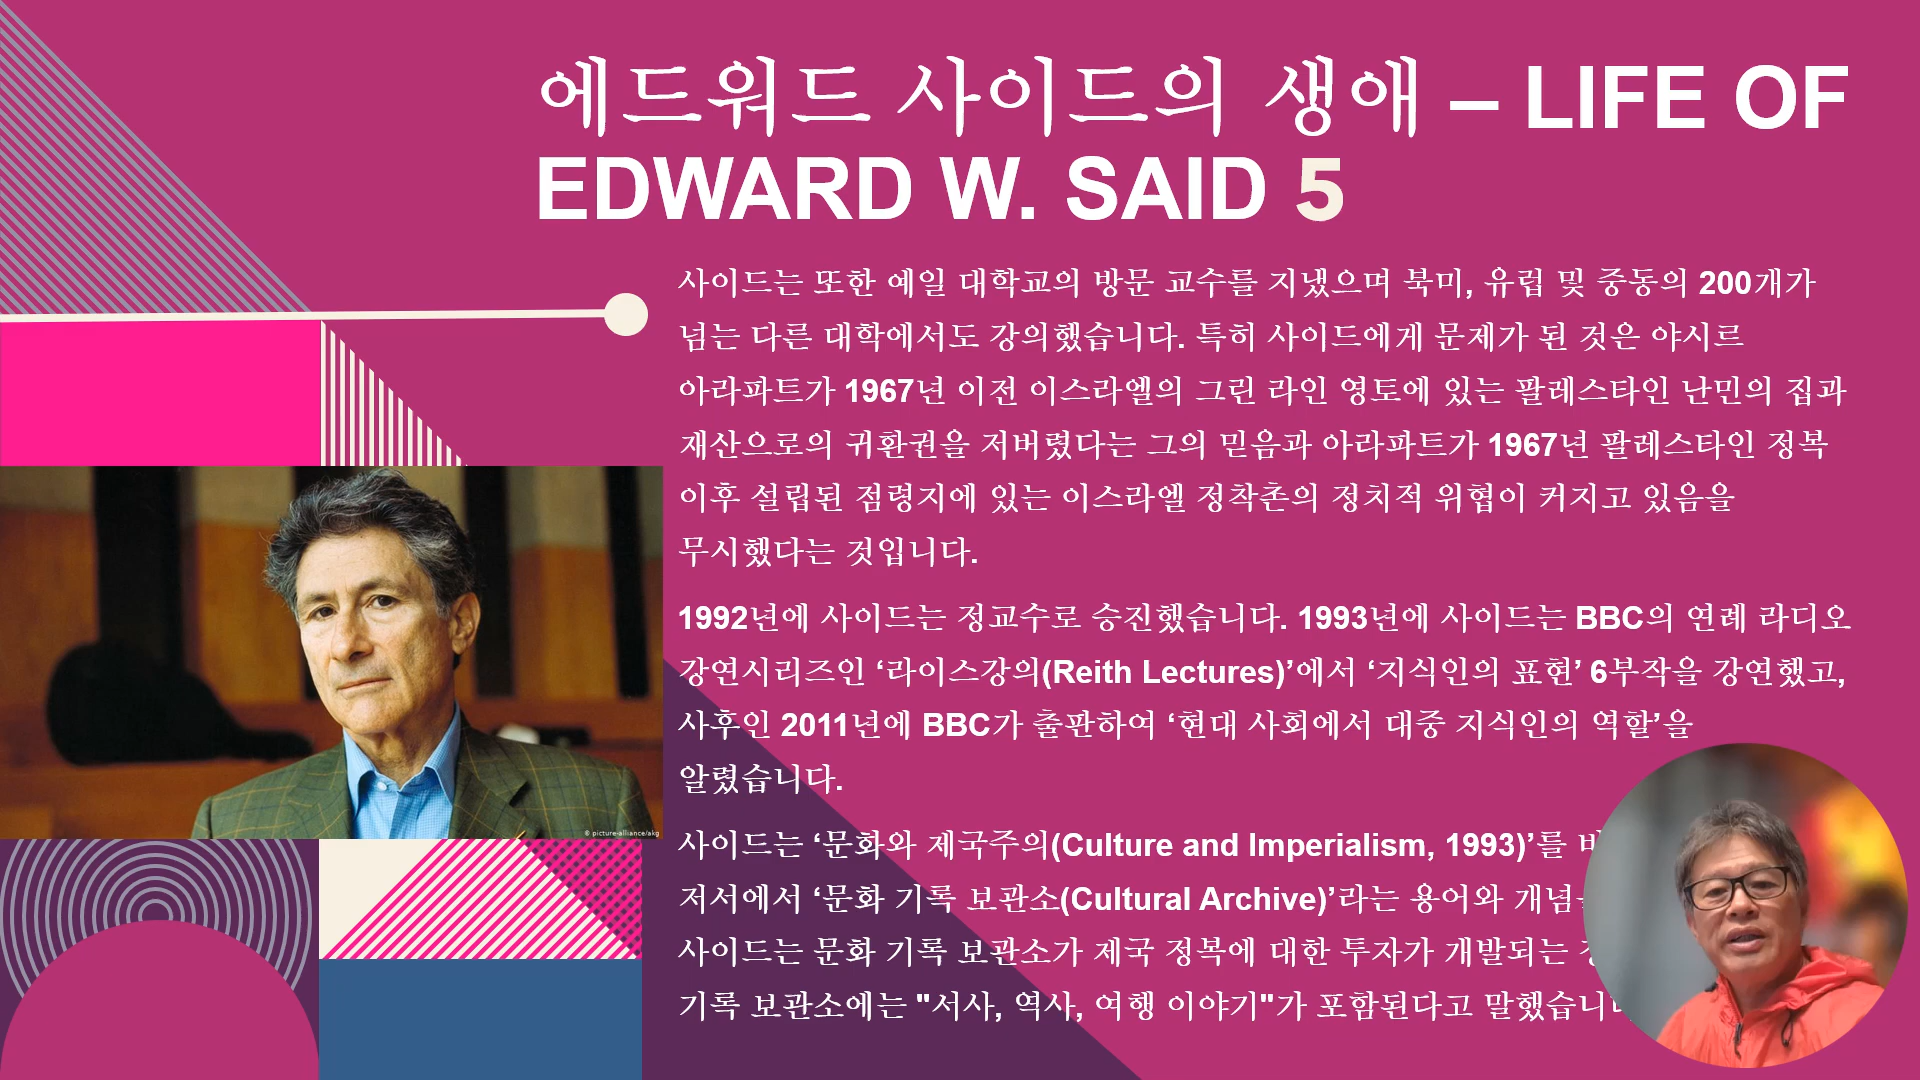 에드워드 사이드의 생애 – LIFE OF
EDWARD W. SAID 5
사이드는 또한 예일 대학교의 방문 교수를 지냈으며 북미, 유럽 및 중동의 200개가
넘는 다른 대학에서도 강의했습니다. 특히 사이드에게 문제가 된 것은 야시르
아라파트가 1967년 이전 이스라엘의 그린 라인 영토에 있는 팔레스타인 난민의 집과
재산으로의 귀환권을 저버렸다는 그의 믿음과 아라파트가 1967년 팔레스타인 정복
이후 설립된 점령지에 있는 이스라엘 정착촌의 정치적 위협이 커지고 있음을
무시했다는 것입니다.
1992년에 사이드는 정교수로 승진했습니다. 1993년에 사이드는 BBC의 연례 라디오
강연시리즈인 ‘라이스강의(Reith Lectures)’에서 ‘지식인의 표현’ 6부작을 강연했고,
사후인 2011년에 BBC가 출판하여 ‘현대 사회에서 대중 지식인의 역할’을
알렸습니다.
사이드는 ‘문화와 제국주의(Culture and Imperialism, 1993)’를
저서에서 ‘문화 기록 보관소(Cultural Archive)’라는 용어와
사이드는 문화 기록 보관소가 제국 정복에 대한 투자가 개발되는
기록 보관소에는 "서사, 역사, 여행 이야기"가 포함된다고
© picture-alliance/akg